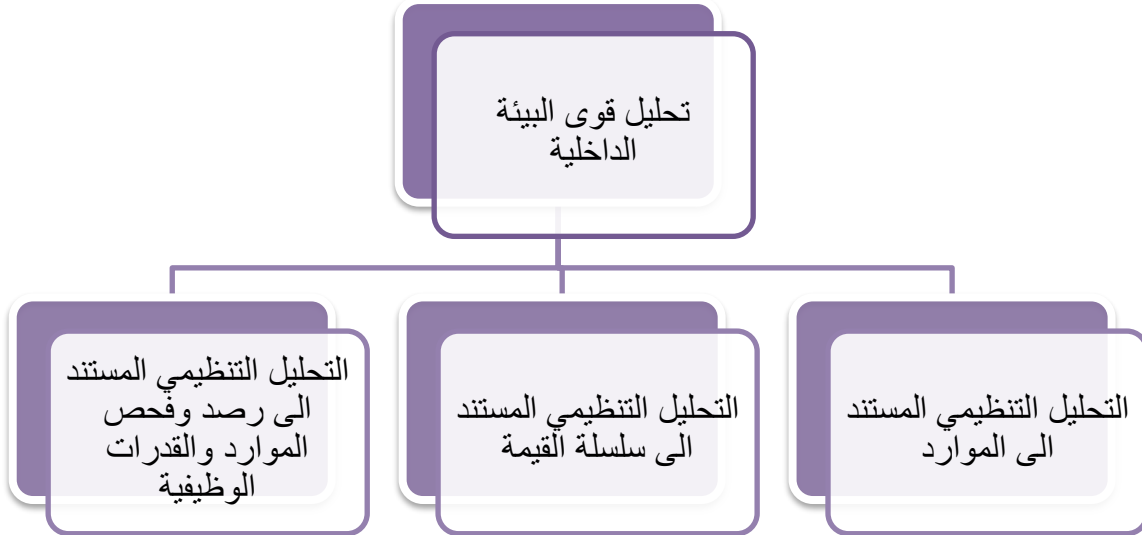 تحليل قوى البيئة
الداخلية
التحليل التنظيمي المستند
الى الموارد
التحليل التنظيمي المستند
الى سلسلة القيمة
التحليل التنظيمي المستند
الى رصد وفحص
الموارد والقدرات
الوظيفية